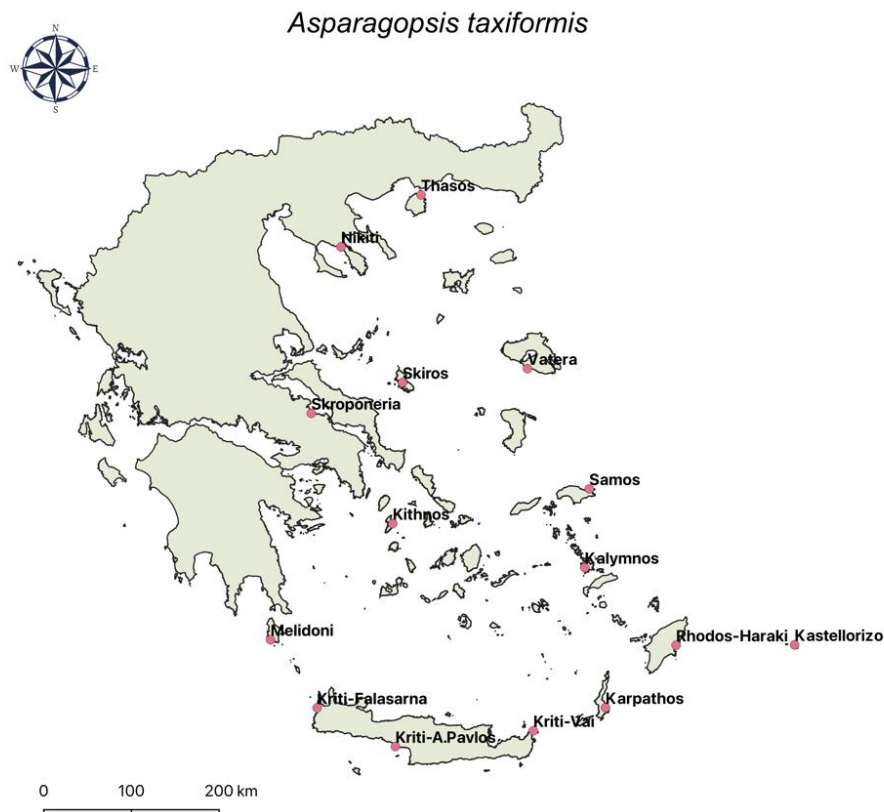 Asparagopsis taxiformis
N
W E
S
Thasos
Nikiti
Vatera
Skiros
Skroponeria
Samos
Kithnos
Kalymnos
Melidoni
Rhodos-Haraki Kastellorizo
Kriti-Falasarna
Karpathos
Kriti-Vai
Kriti-A.Pavlos
0 100 200 km